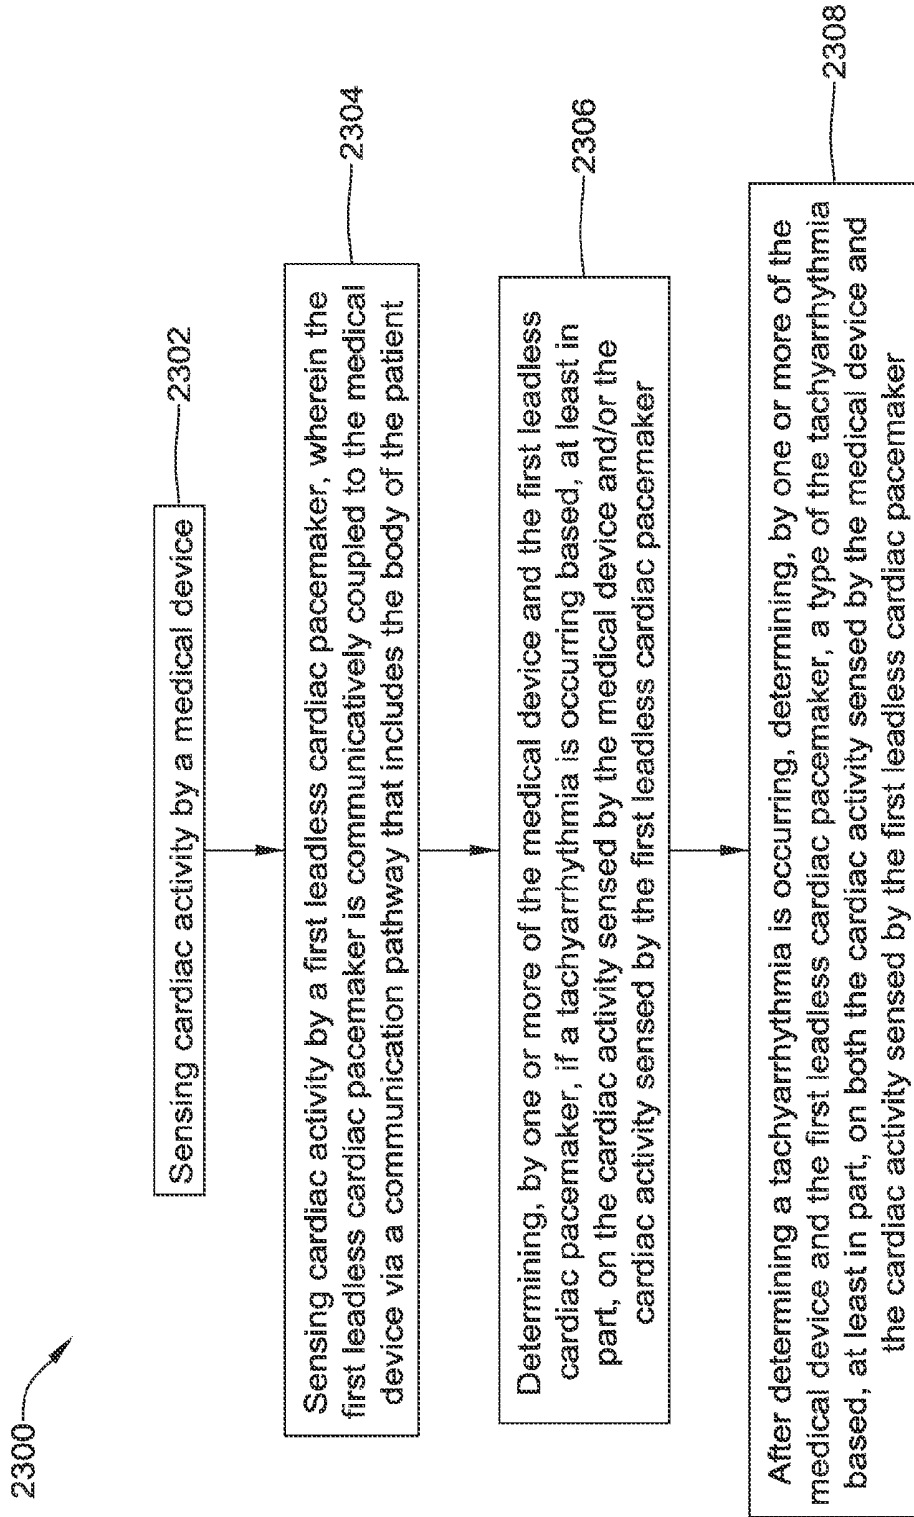 2300
2302
Sensing cardiac activity by a medical device
2304
Sensing cardiac activity by a first leadless cardiac pacemaker, wherein the
first leadless cardiac pacemaker is communicatively coupled to the medical
device via a communication pathway that includes the body of the patient
2306
Determining, by one or more of the medical device and the first leadless
cardiac pacemaker, if a tachyarrhythmia is occurring based, at least in
part, on the cardiac activity sensed by the medical device and/or the
cardiac activity sensed by the first leadless cardiac pacemaker
2308
After determining a tachyarrhythmia is occurring, determining, by one or more of the
medical device and the first leadless cardiac pacemaker, a type of the tachyarrhythmia
based, at least in part, on both the cardiac activity sensed by the medical device and
the cardiac activity sensed by the first leadless cardiac pacemaker